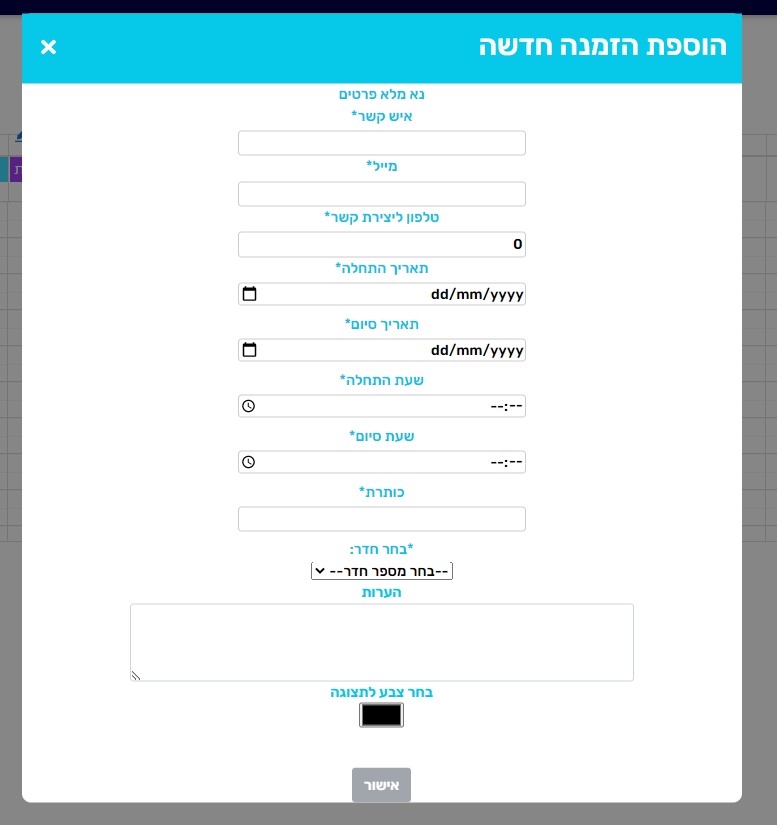 הוספת הזמנה חדשה
נא מלא פרטים
איש קשר*
מייל*
טלפון ליצירת קשר*
0
תאריך התחלה*
dd/mm/yyyy
תאריך סיום*
dd/mm/yyyy
שעת התחלה*
--:--
שעת סיום*
--:--
כותרת*
*בחר חדר:
--בחר מספר חדר--
הערות
בחר צבע לתצוגה
אישור